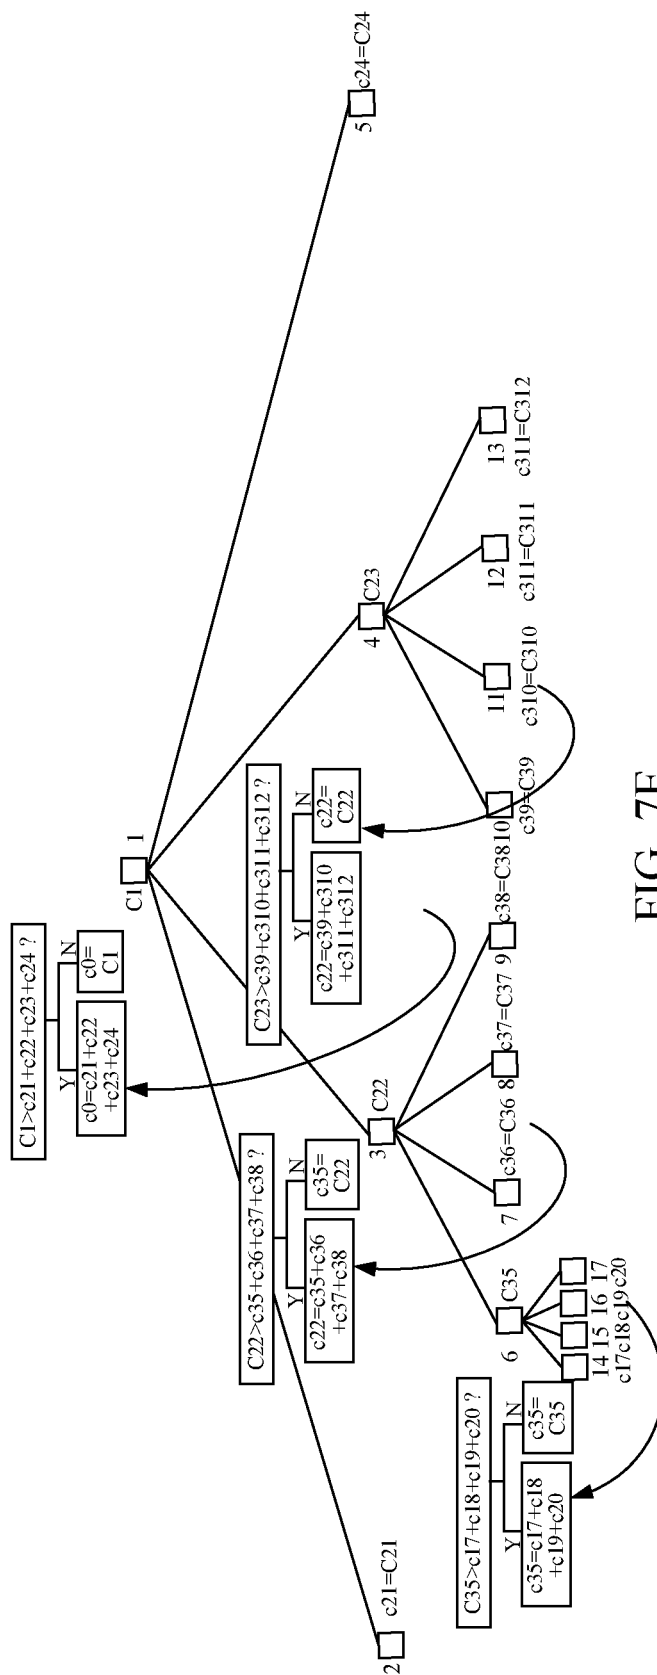 C1>c21+c22+c23+c24 ?
Y
N
c0=c21+c22
+c23+c24
c0=
C1
C1
1
C22>c35+c36+c37+c38 ?
Y
N
c22=c35+c36
+c37+c38
c35=
C22
C23>c39+c310+c311+c312 ?
Y
N
c22=c39+c310
+c311+c312
c22=
C22
2
c21=C21
3
C22
4
C23
5
c24=C24
C35>c17+c18+c19+c20 ?
Y
N
c35=c17+c18
+c19+c20
c35=
C35
6
C35
7
c36=C36
8
c37=C37
9
c38=C38
10
c39=C39
11
c310=C310
12
c311=C311
13
c311=C312
14 15 16 17
c17c18c19c20
FIG. 7E